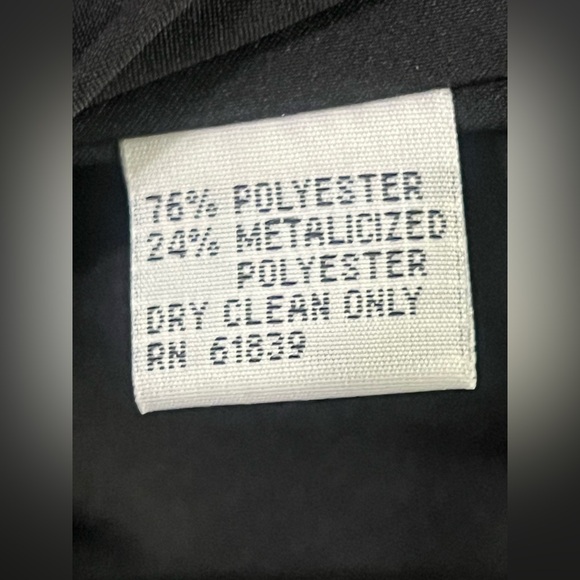 76% POLYESTER
24% METALICIZED
POLYESTER
DRY CLEAN ONLY
RN 61839